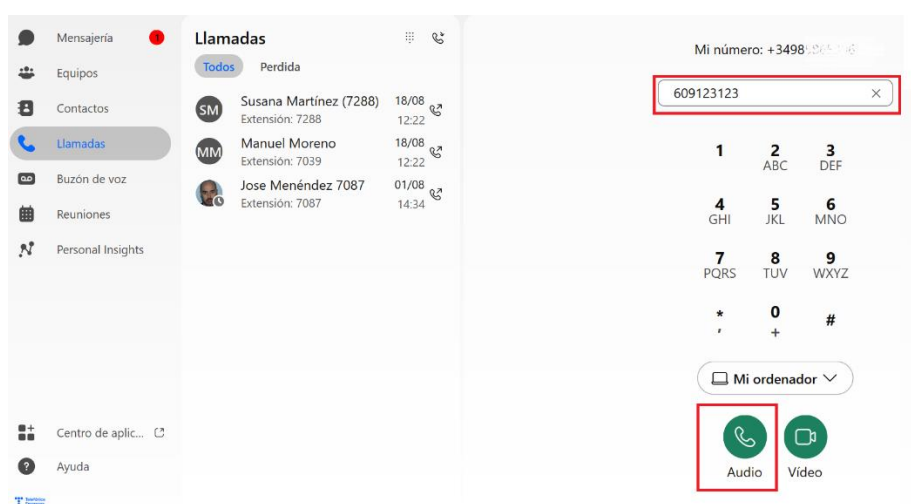 Mensajería
1
Equipos
Contactos
Llamadas
Buzón de voz
Reuniones
Personal Insights
Centro de aplic...
Ayuda
Llamadas
Todos Perdida
SM
Susana Martínez (7288) 18/08
Extensión: 7288 12:22
MM
Manuel Moreno 18/08
Extensión: 7039 12:22
Jose Menéndez 7087 01/08
Extensión: 7087 14:34
Mi número: +3498
609123123
1 2 3
ABC DEF
4 5 6
GHI JKL MNO
7 8 9
PQRS TUV WXYZ
* 0 #
, +
Mi ordenador
Audio Vídeo